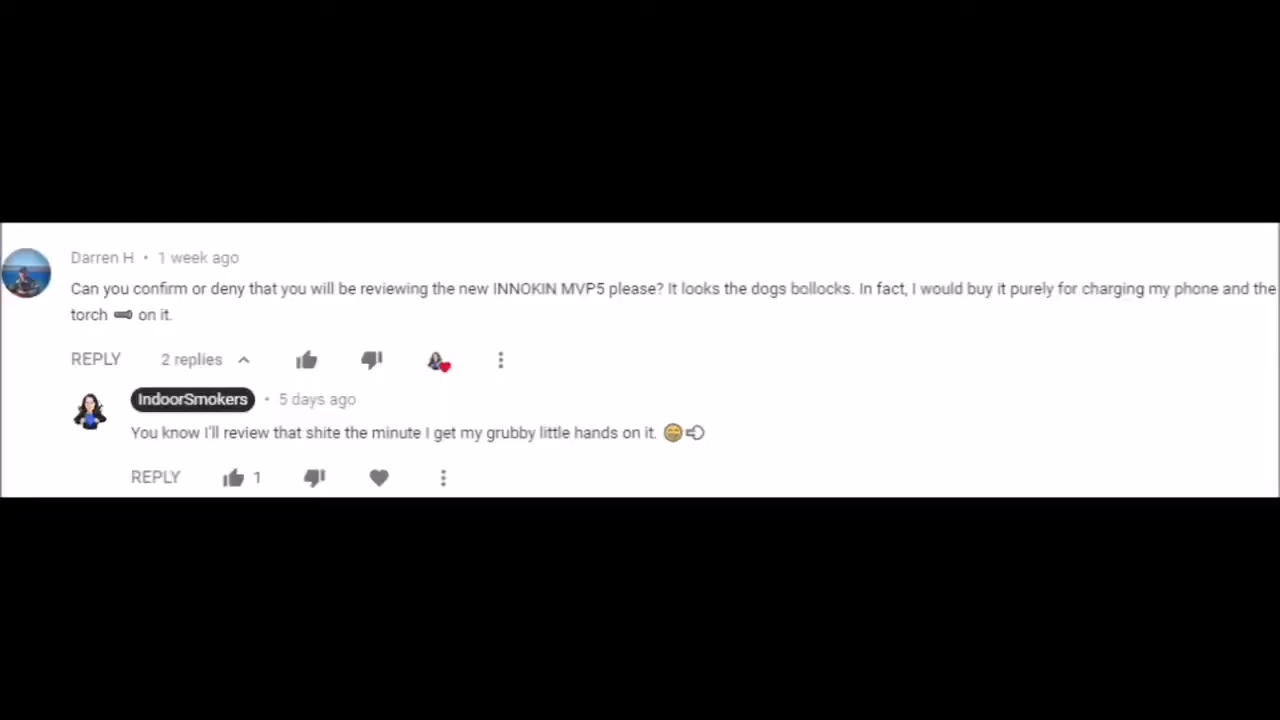 Darren H • 1 week ago
Can you confirm or deny that you will be reviewing the new INNOKIN MVP5 please? It looks the dogs bollocks. In fact, I would buy it purely for charging my phone and the
torch 🔦 on it.
REPLY 2 replies
IndoorSmokers • 5 days ago
You know I'll review that shite the minute I get my grubby little hands on it. 😁💨
REPLY 1